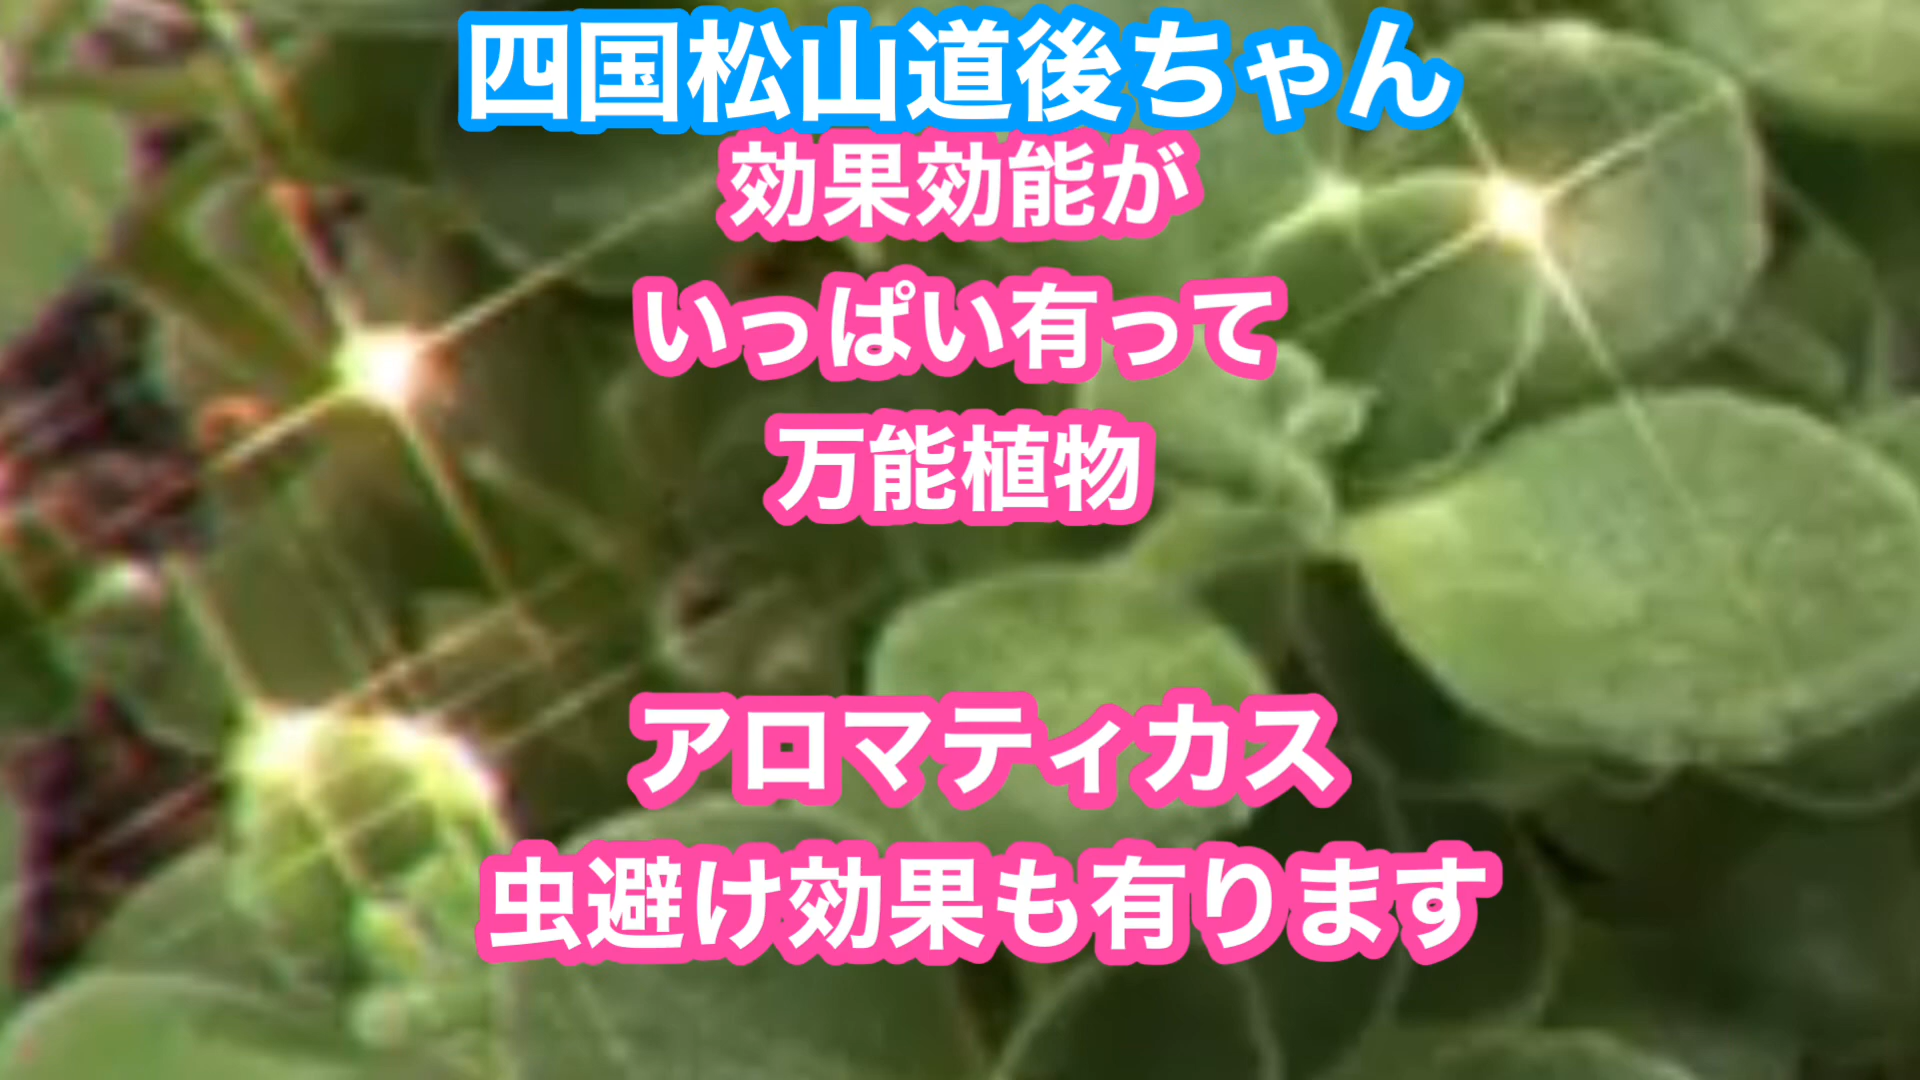 四国松山道後ちゃん
効果効能が
いっぱい有って
万能植物
アロマティカス
虫避け効果も有ります